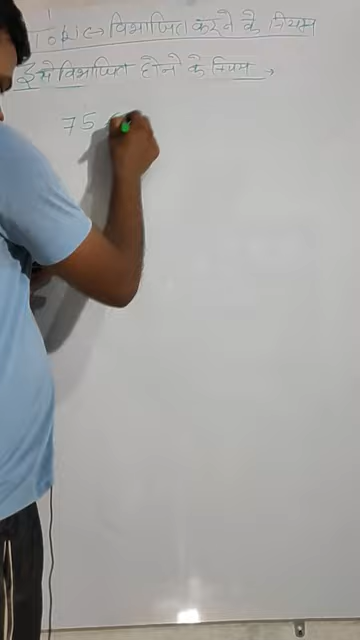 Topic → विभाजित करने के नियम
3 से विभाजित होने के नियम →
75